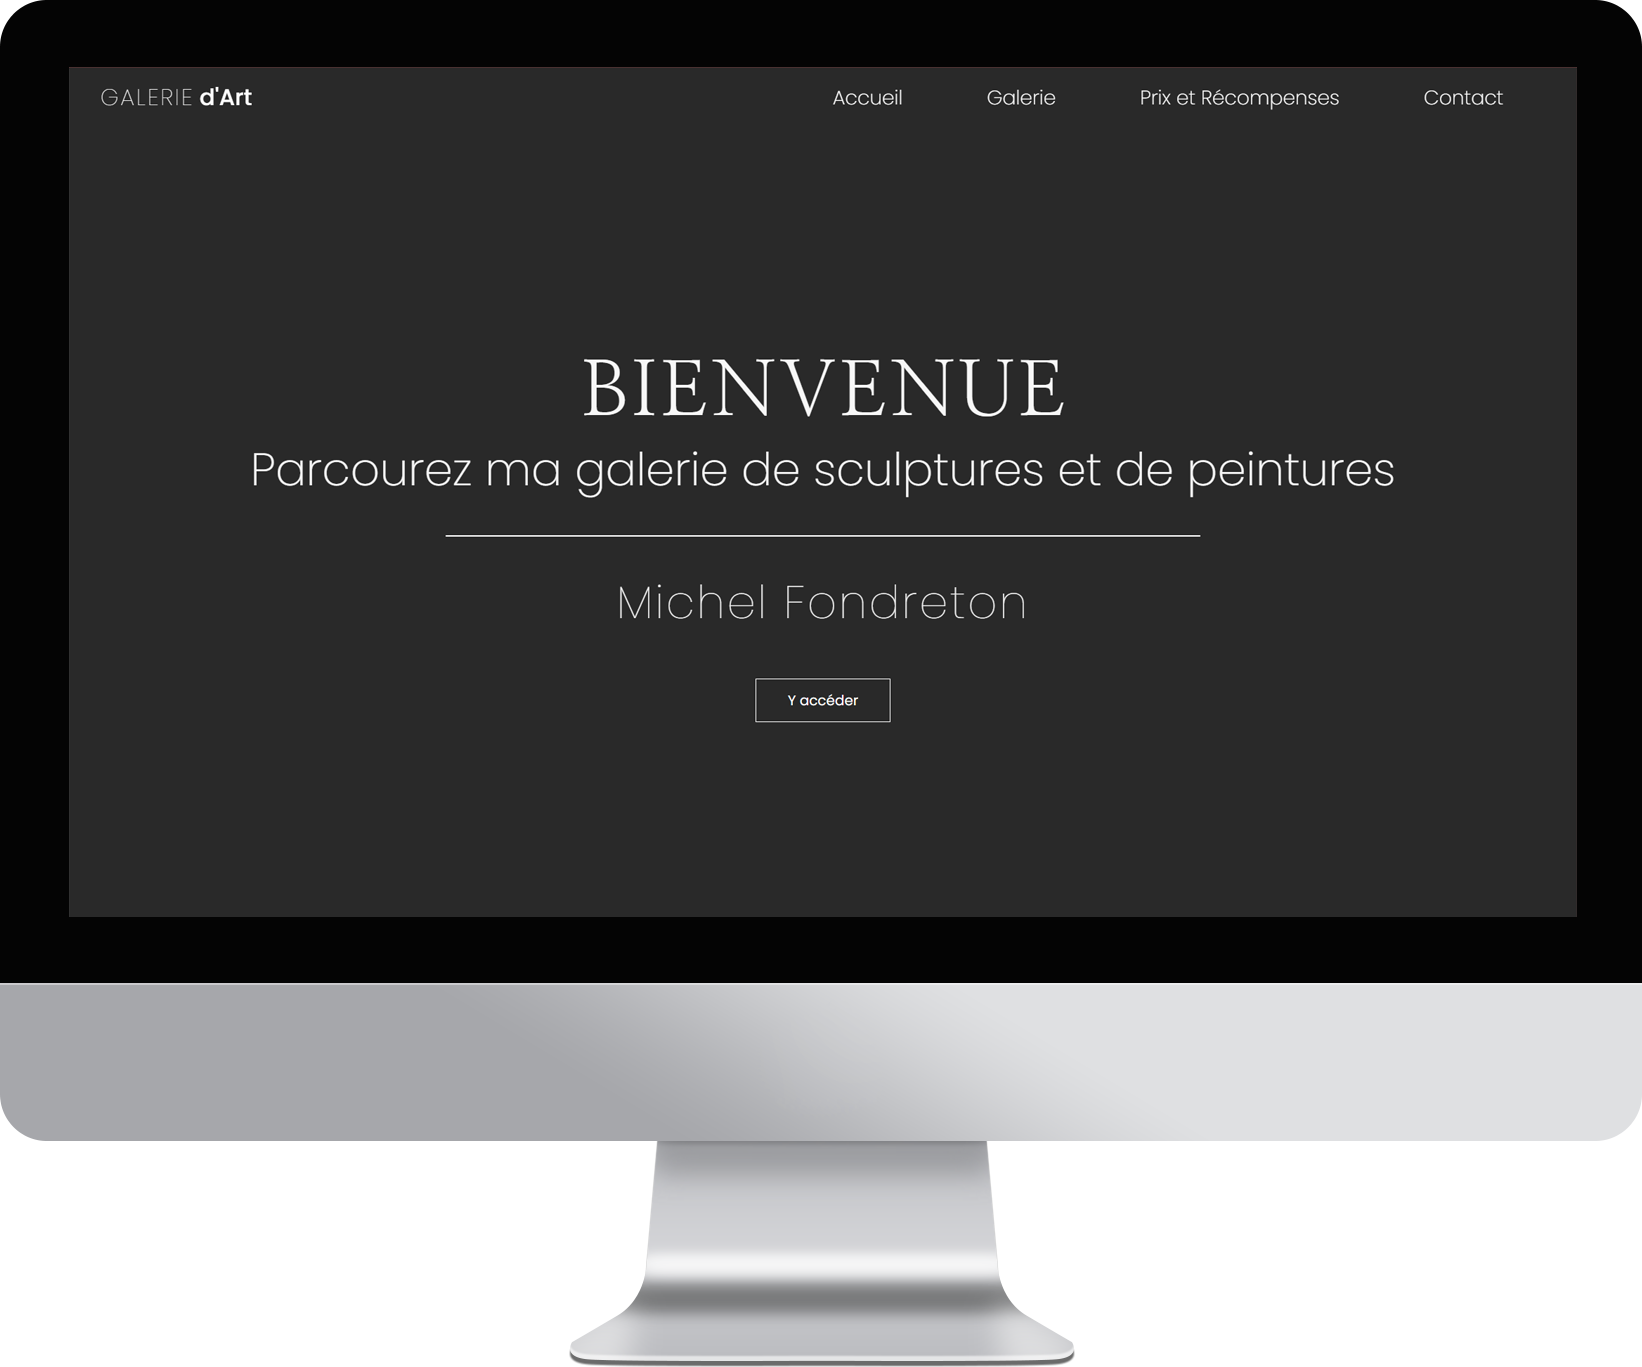 GALERIE d'Art
Accueil Galerie Prix et Récompenses Contact
BIENVENUE
Parcourez ma galerie de sculptures et de peintures
Michel Fondreton
Y accéder